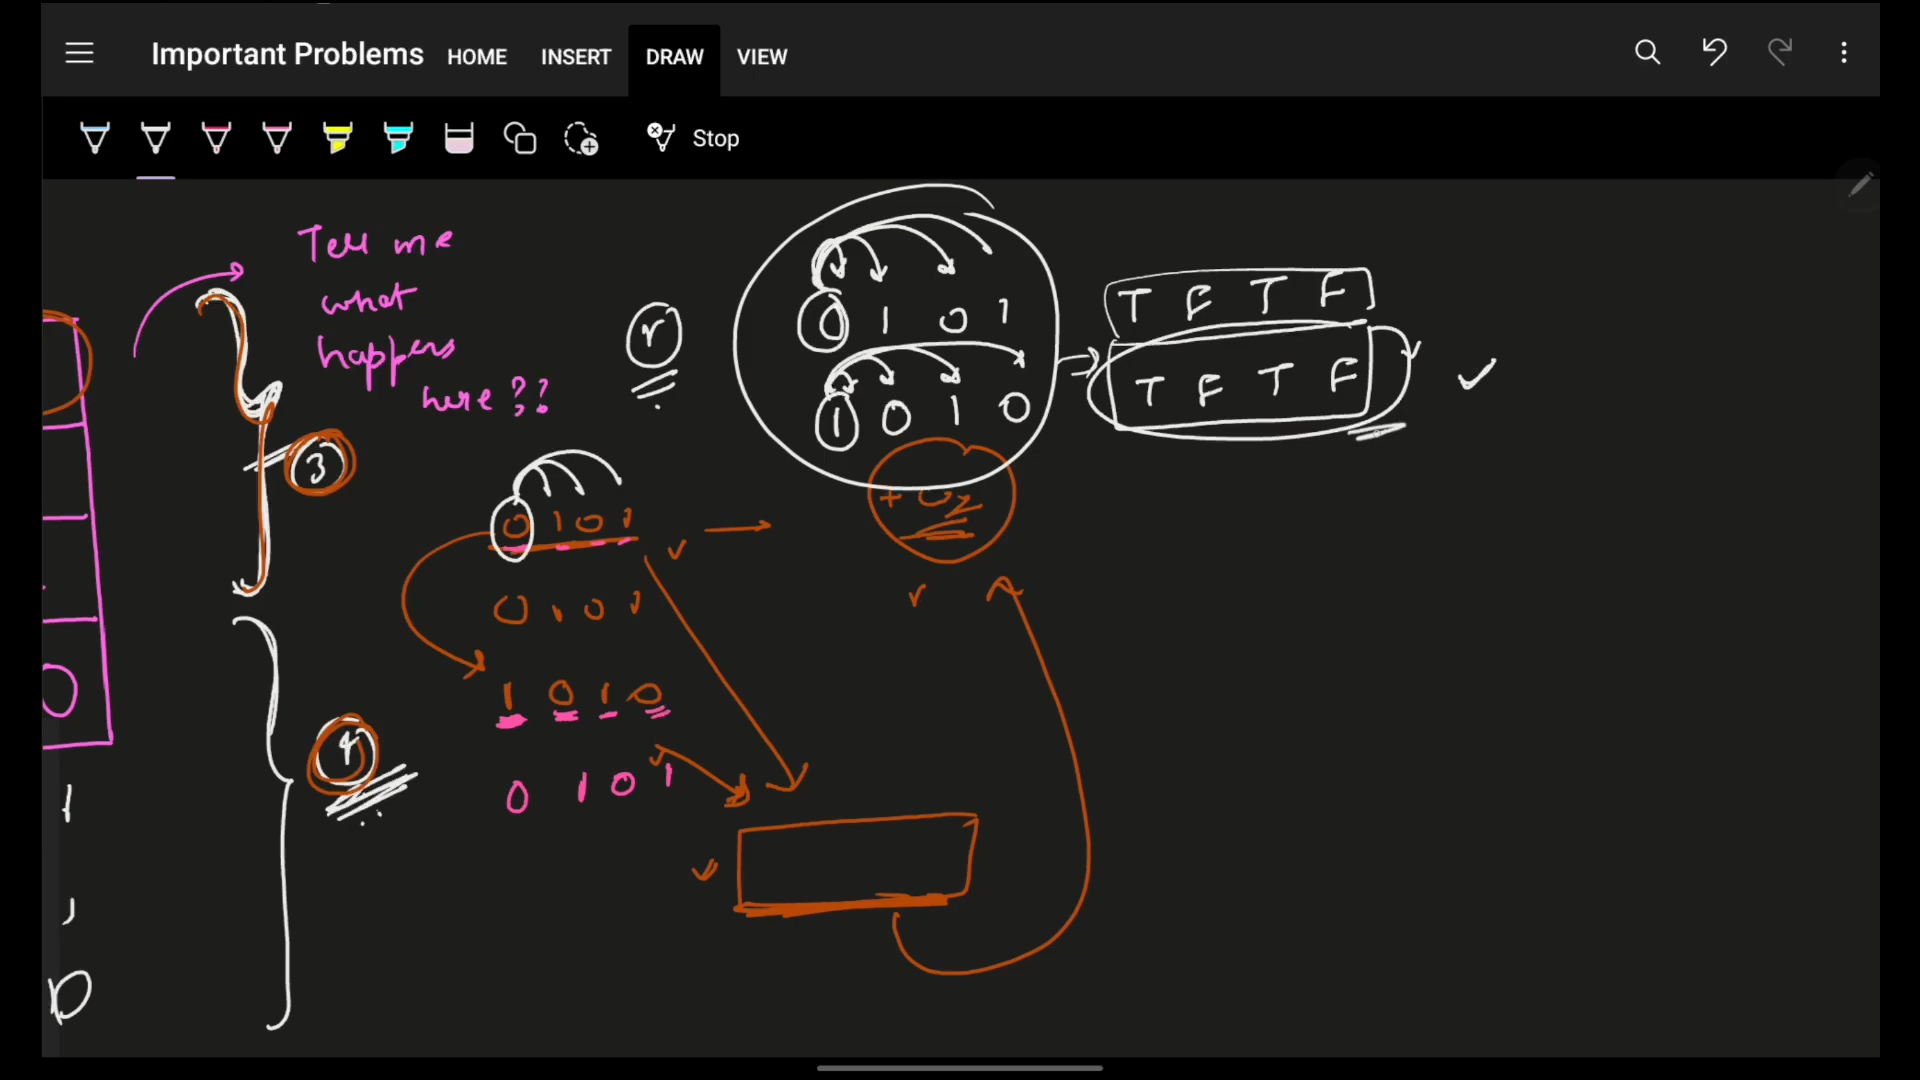 Important Problems HOME INSERT DRAW VIEW
Stop
Tell me
what
happens
here ??
r
0 1 0 1
1 0 1 0
T F T F
T F T F
3
0 1 0 1
0 1 0 1
1 0 1 0
0 1 0 1
r
4
1
0